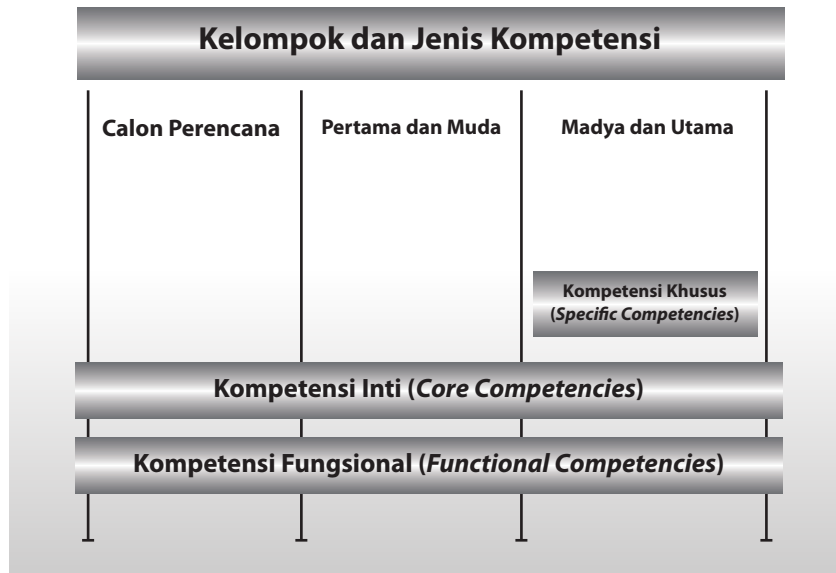 Kelompok dan Jenis Kompetensi
Calon Perencana
Pertama dan Muda
Madya dan Utama
Kompetensi Khusus
(Specific Competencies)
Kompetensi Inti (Core Competencies)
Kompetensi Fungsional (Functional Competencies)